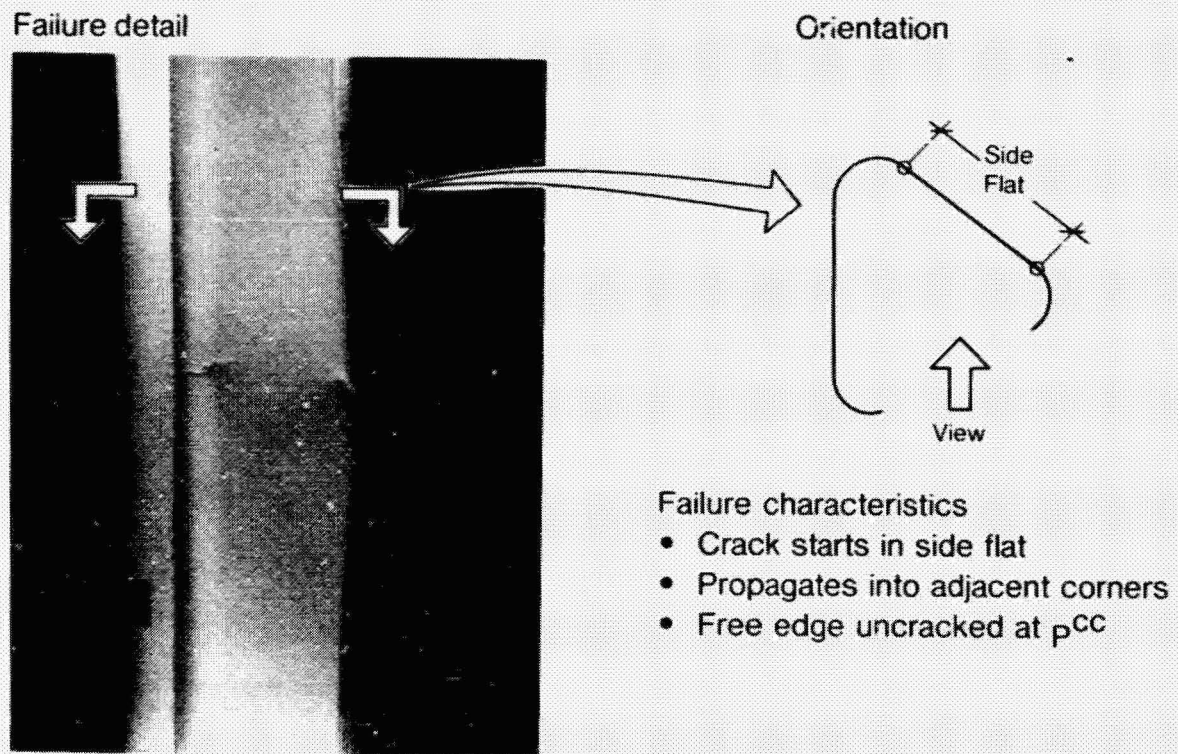 Failure detail
Orientation
Side
Flat
View
Failure characteristics
• Crack starts in side flat
• Propagates into adjacent corners
• Free edge uncracked at PCC